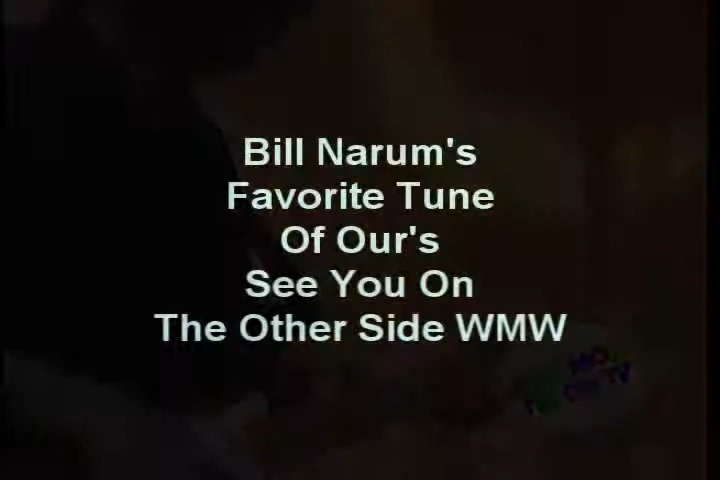 Bill Narum's
Favorite Tune
Of Our's
See You On
The Other Side WMW